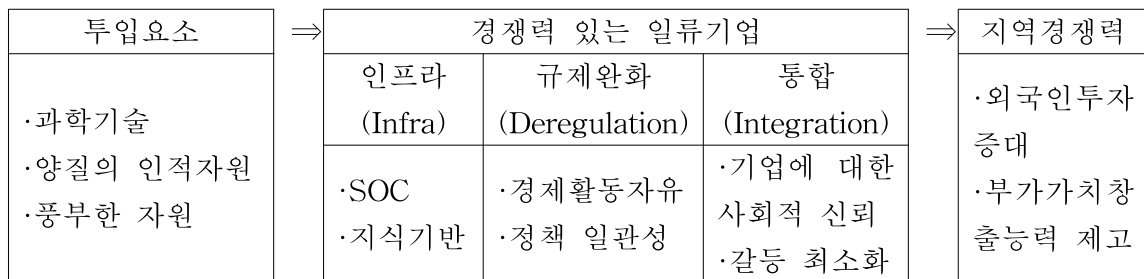 투입요소 ⇒ 경쟁력 있는 일류기업 ⇒ 지역경쟁력
·과학기술
·양질의 인적자원
·풍부한 자원
인프라
(Infra)
·SOC
·지식기반
규제완화
(Deregulation)
·경제활동자유
·정책 일관성
통합
(Integration)
·기업에 대한
사회적 신뢰
·갈등 최소화
·외국인투자
증대
·부가가치창
출능력 제고